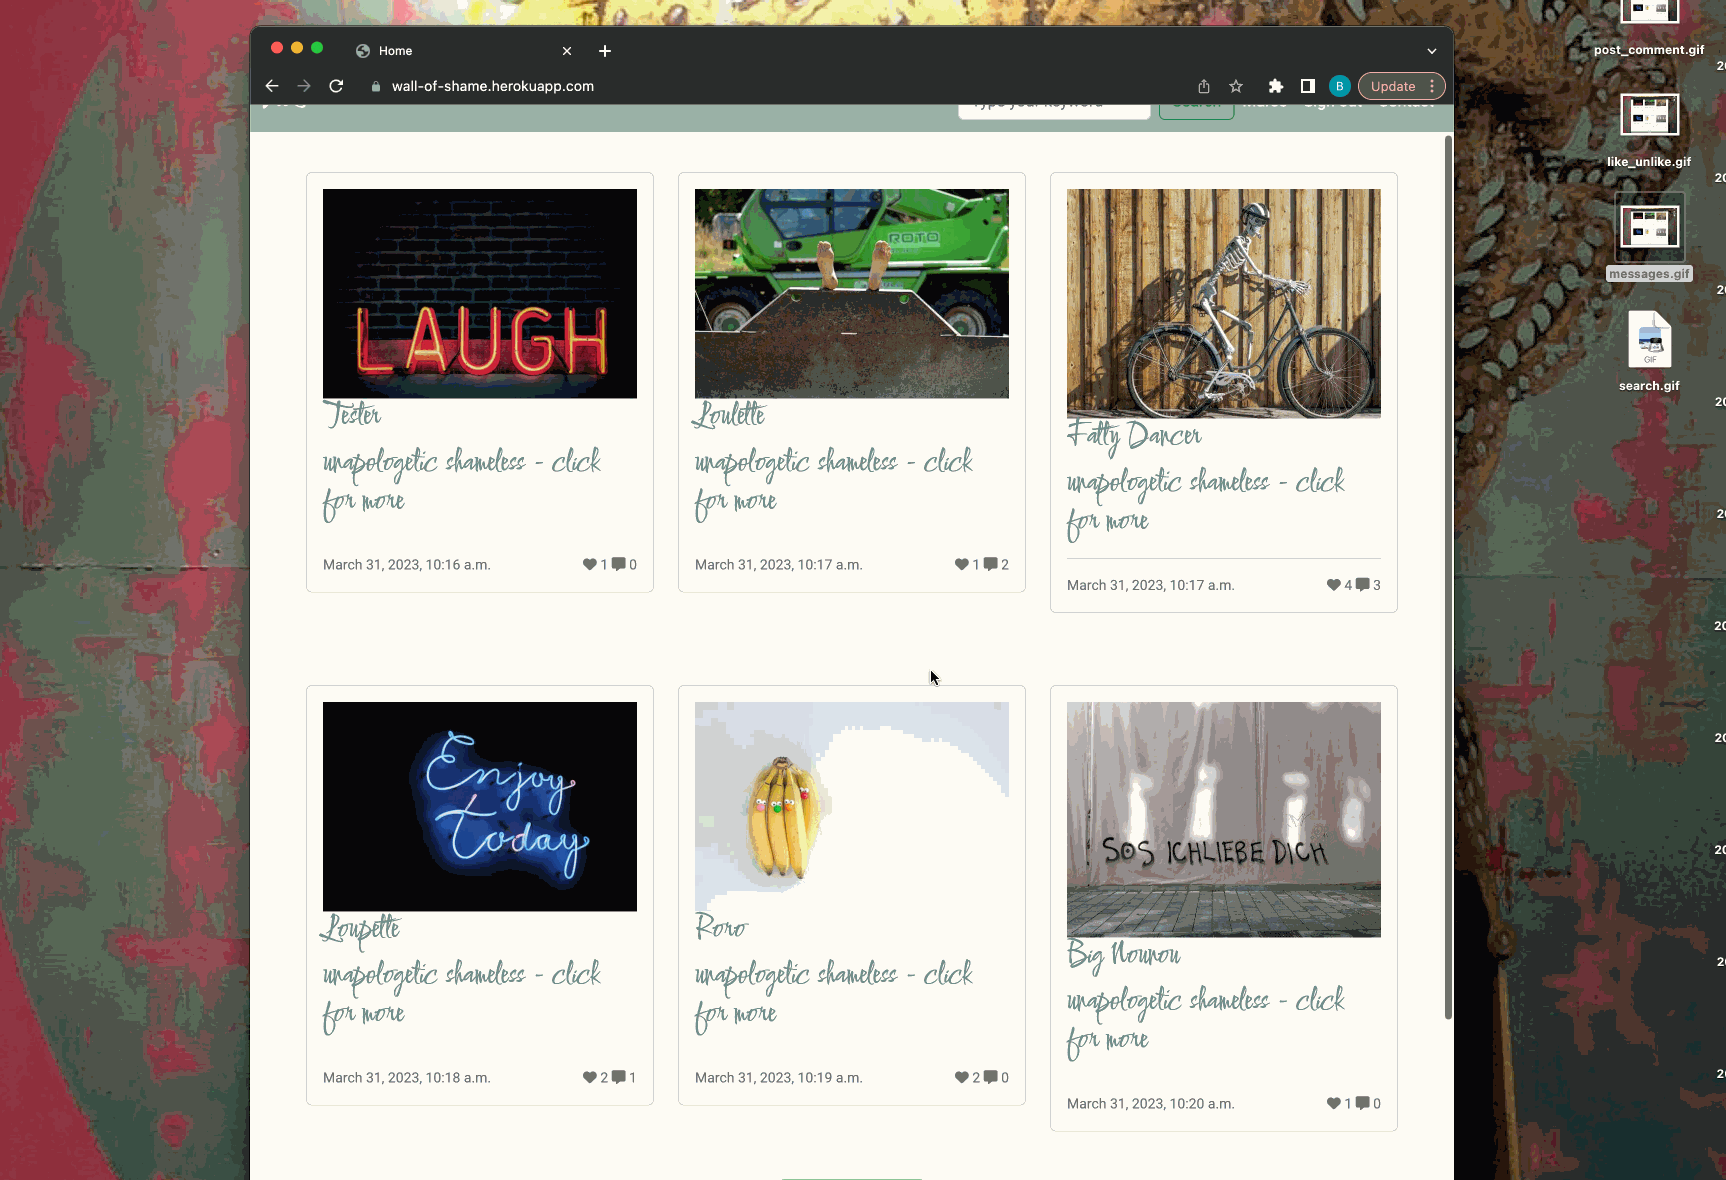 Home
wall-of-shame.herokuapp.com
Update
B
post_comment.gif
like_unlike.gif
messages.gif
GIF
search.gif
LAUGH
Tester
unapologetic shameless - click
for more
March 31, 2023, 10:16 a.m.
1 0
ROTO
Loulette
unapologetic shameless - click
for more
March 31, 2023, 10:17 a.m.
1 2
Fatty Dancer
unapologetic shameless - click
for more
March 31, 2023, 10:17 a.m.
4 3
Enjoy
Today
Loupette
unapologetic shameless - click
for more
March 31, 2023, 10:18 a.m.
2 1
Roro
unapologetic shameless - click
for more
March 31, 2023, 10:19 a.m.
2 0
SOS ICHLIEBE DICH
Big Nounou
unapologetic shameless - click
for more
March 31, 2023, 10:20 a.m.
1 0